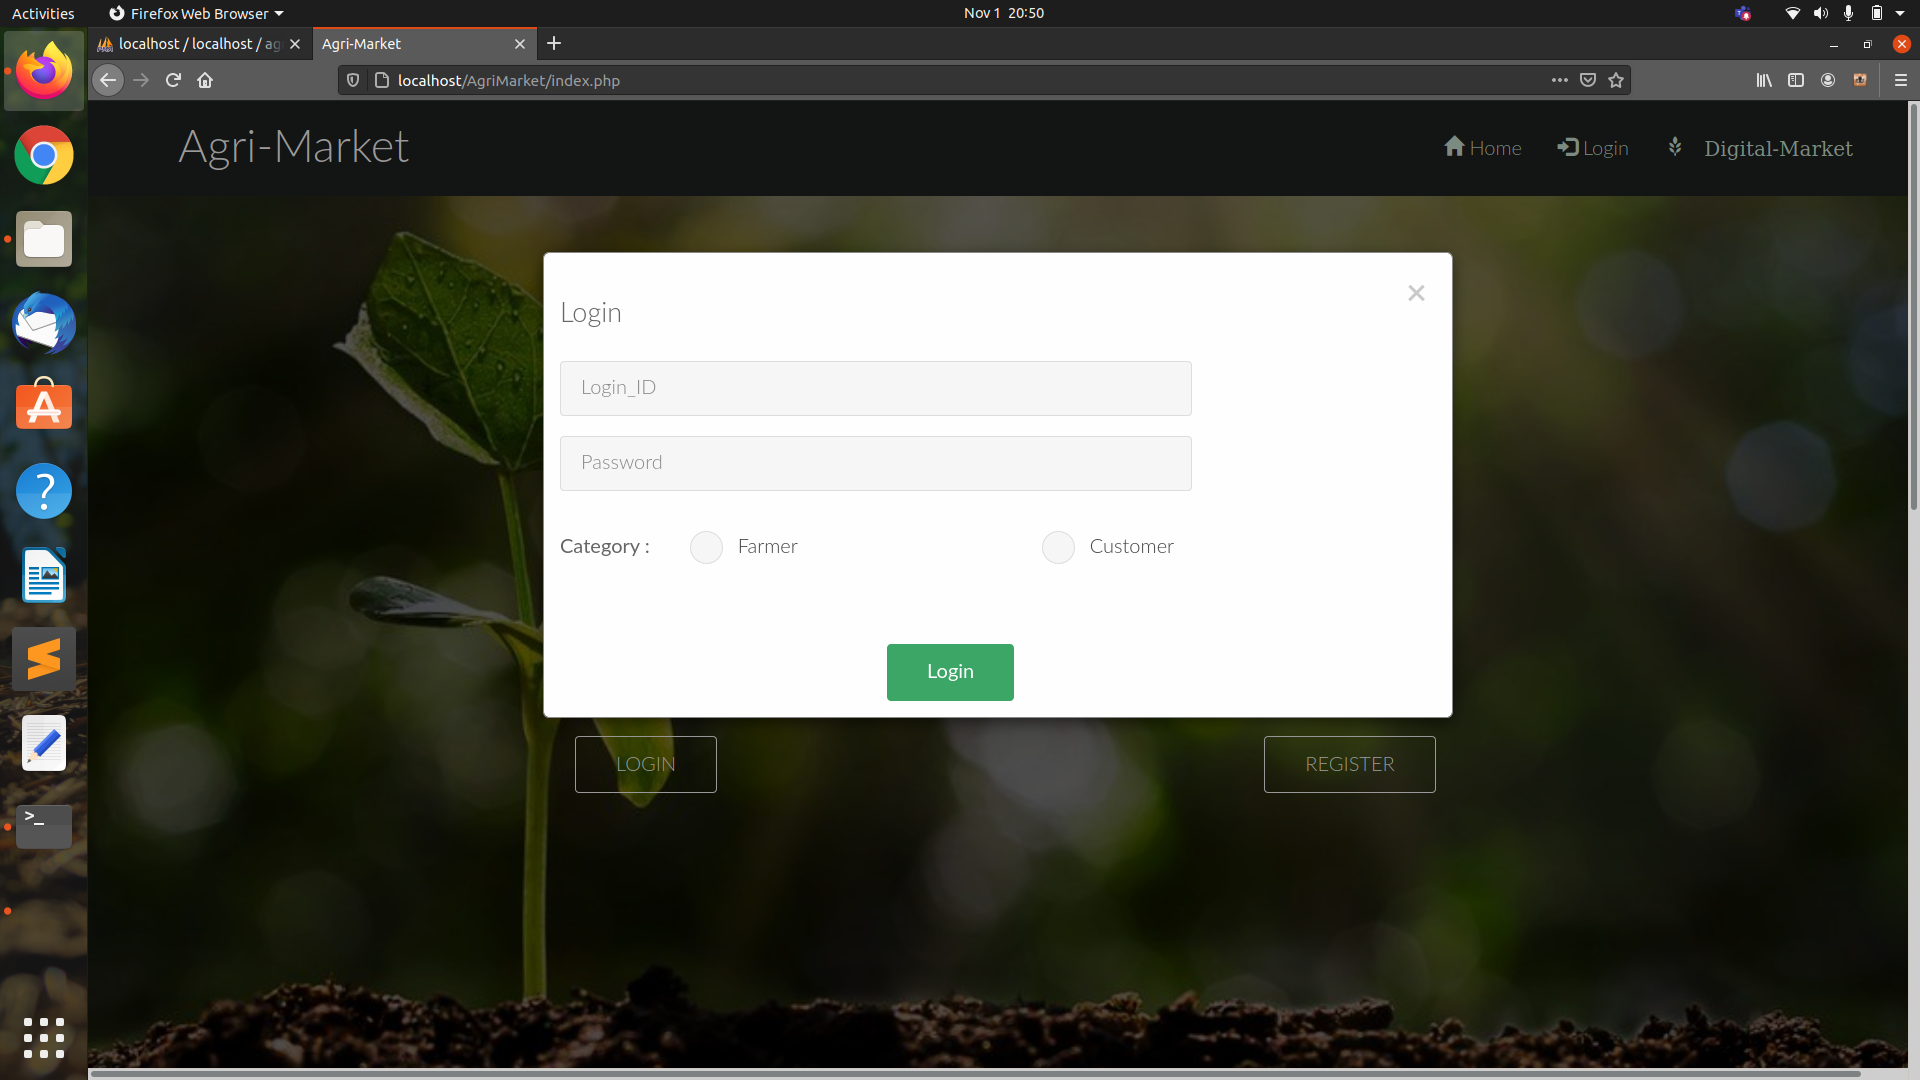 Activities Firefox Web Browser Nov 1 20:50
localhost / localhost / ag Agri-Market
localhost/AgriMarket/index.php
Agri-Market Home Login Digital-Market
Login
Login_ID
Password
Category : Farmer Customer
Login
LOGIN REGISTER